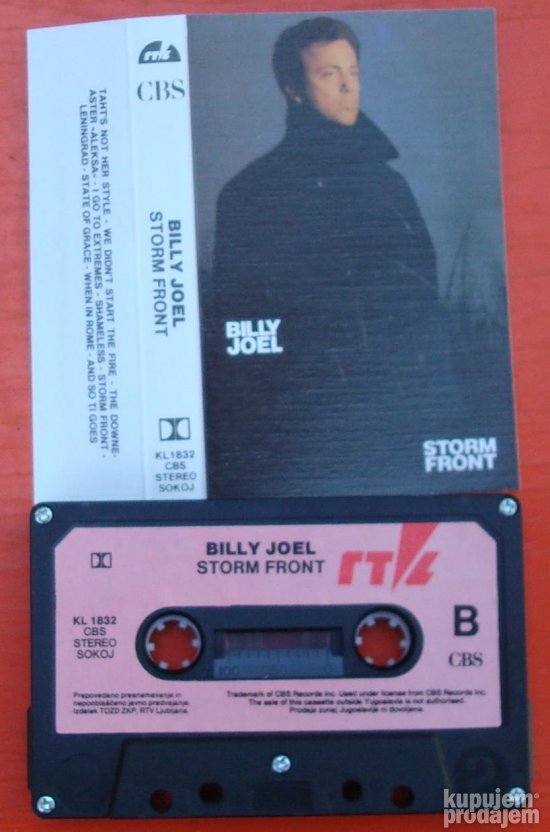 CBS
TAHT'S NOT HER STYLE - WE DIDN'T START THE FIRE - THE DOWNE-
ASTER «ALEKSA» - I GO TO EXTREMES - SHAMELESS - STORM FRONT -
LENINGRAD - STATE OF GRACE - WHEN IN ROME - AND SO TI GOES
BILLY JOEL
STORM FRONT
KL1832
CBS
STEREO
SOKOJ
BILLY
JOEL
STORM
FRONT
BILLY JOEL
STORM FRONT
KL 1832
CBS
STEREO
SOKOJ
100
B
CBS
Prepovedano presnemavanje in
nepooblaščeno javno predvajanje.
Izdelek TOZD ZKP, RTV Ljubljana.
Trademark of CBS Records Inc. Used under license from CBS Records Inc.
The sale of this cassette outside Yugoslavia is not authorised.
Prodaja zunaj Jugoslavije ni dovoljena.
kupujem
prodajem